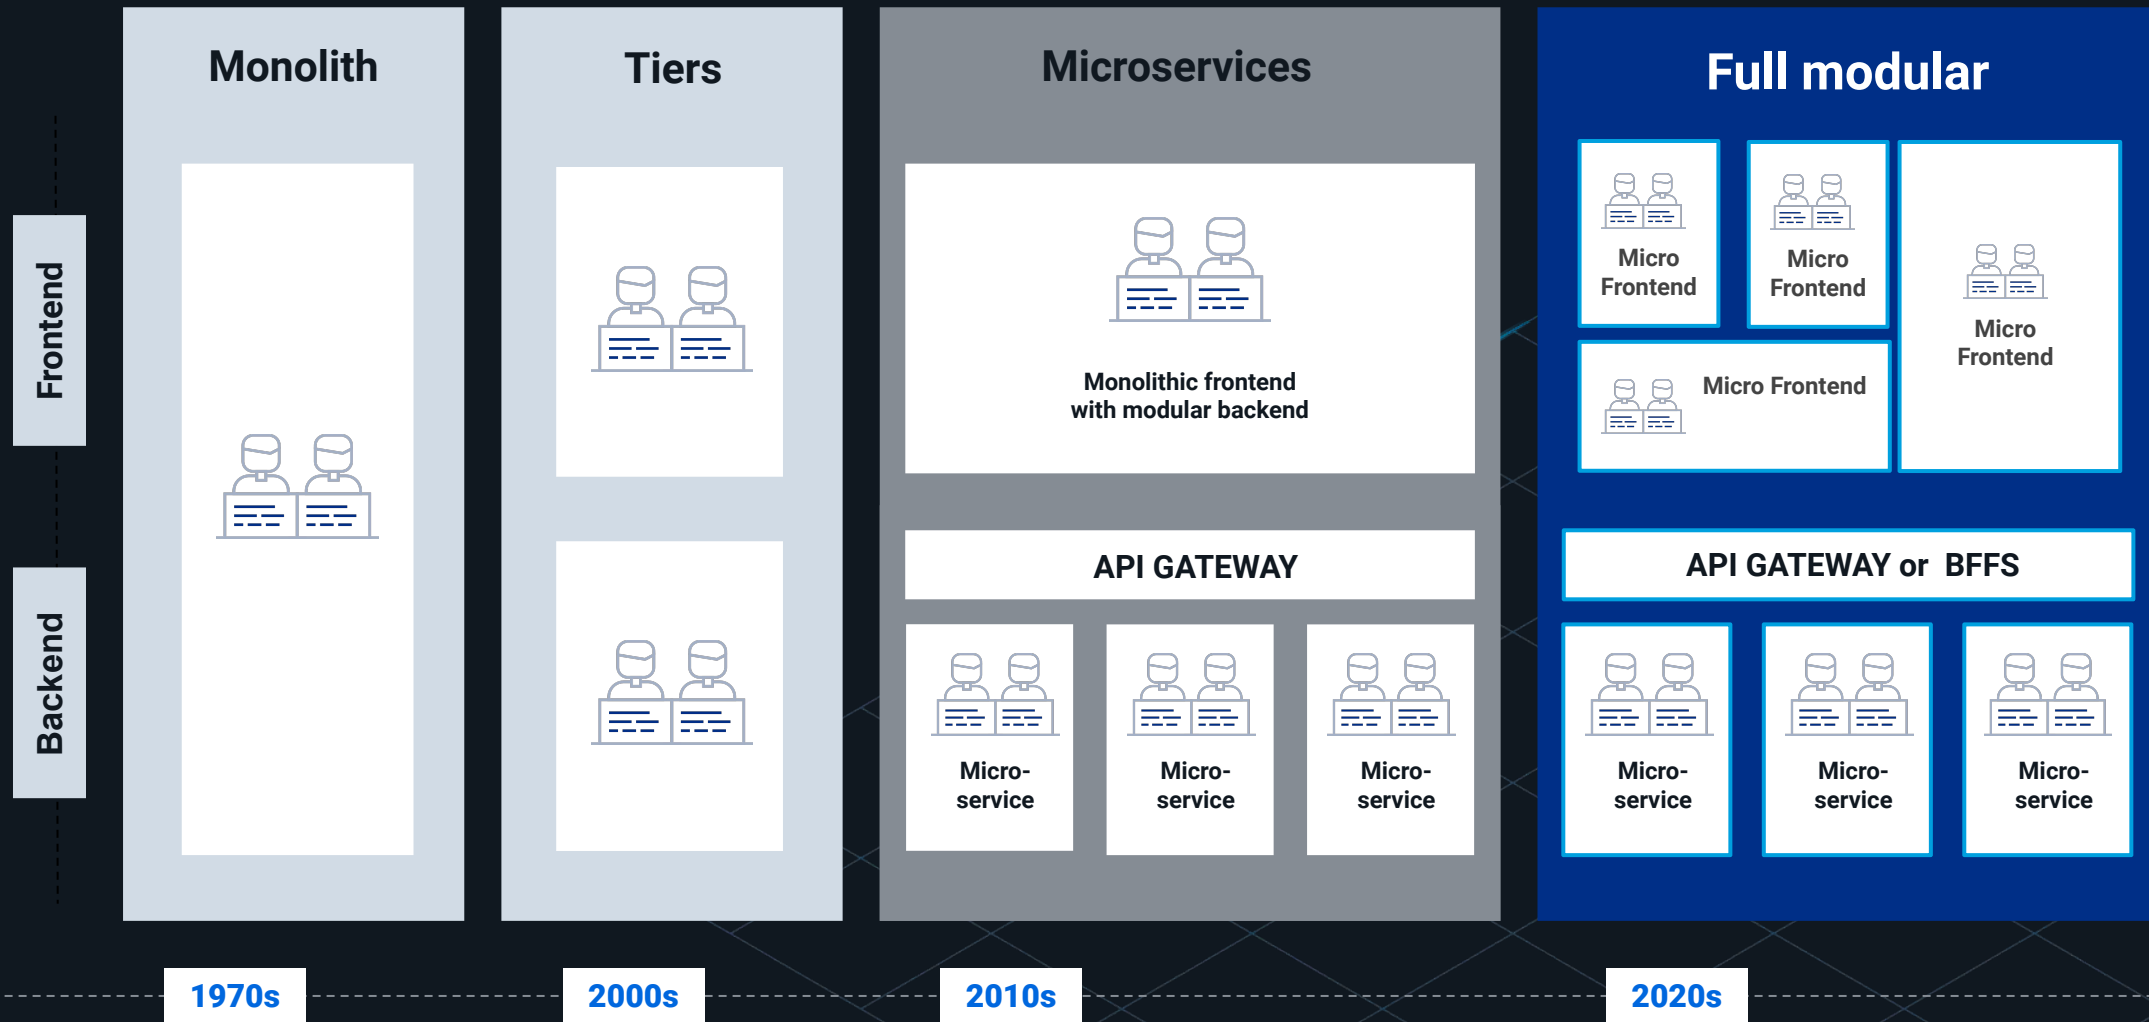 Monolith
Tiers
Microservices
Full modular
Frontend
Backend
Monolithic frontend
with modular backend
API GATEWAY
Micro-
service
Micro-
service
Micro-
service
Micro
Frontend
Micro
Frontend
Micro
Frontend
Micro Frontend
API GATEWAY or BFFS
Micro-
service
Micro-
service
Micro-
service
1970s
2000s
2010s
2020s